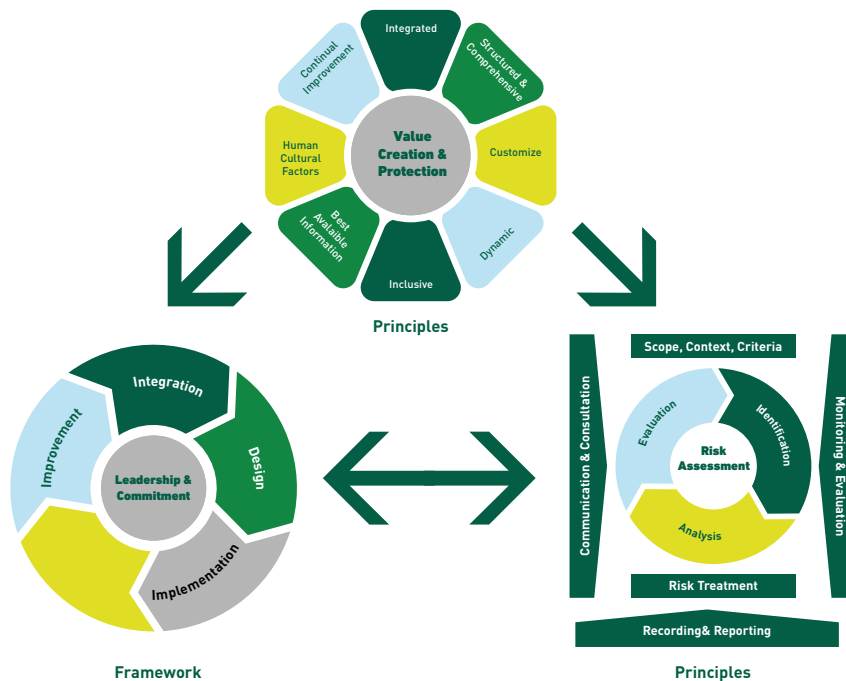 Integrated
Structured &
Comprehensive
Customize
Dynamic
Inclusive
Best
Avalaible
Information
Human
Cultural
Factors
Continual
Improvement
Value
Creation &
Protection
Principles
Integration
Design
Implementation
Improvement
Leadership &
Commitment
Framework
Scope, Context, Criteria
Communication & Consultation
Monitoring & Evaluation
Identification
Analysis
Evaluation
Risk
Assessment
Risk Treatment
Recording& Reporting
Principles